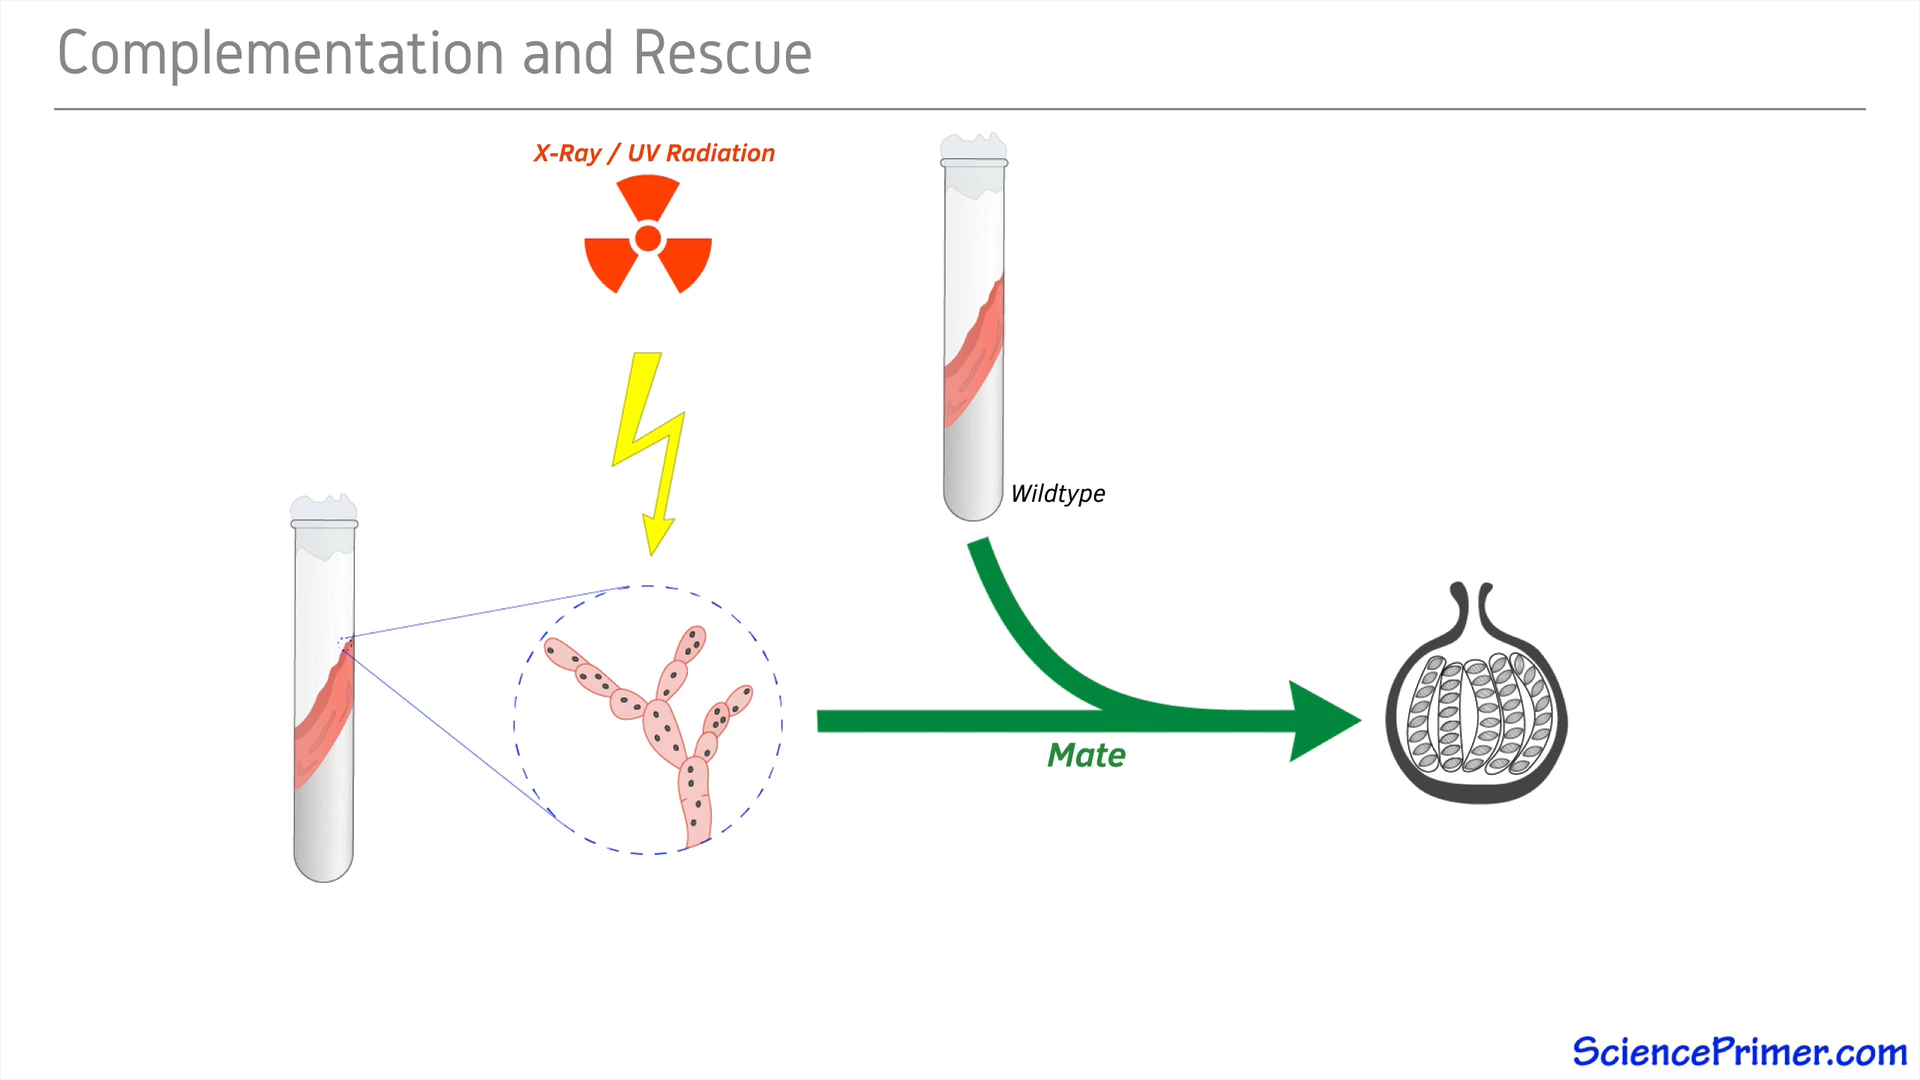 Complementation and Rescue
X-Ray / UV Radiation
Wildtype
Mate
SciencePrimer.com